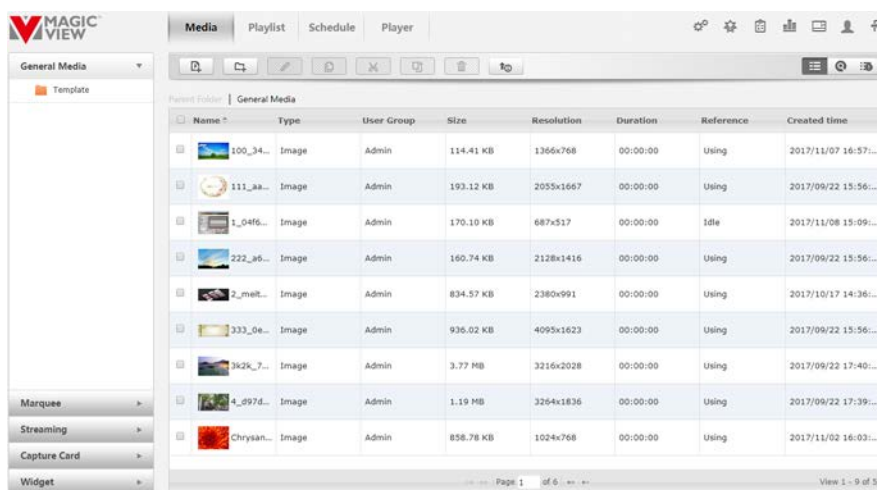 MAGIC
VIEW
Media Playlist Schedule Player
General Media
Template
Marquee
Streaming
Capture Card
Widget
Parent Folder | General Media
Name Type User Group Size Resolution Duration Reference Created time
100_34... Image Admin 114.41 KB 1366x768 00:00:00 Using 2017/11/07 16:57:...
111_aa... Image Admin 193.12 KB 2055x1667 00:00:00 Using 2017/09/22 15:56:...
1_04f6... Image Admin 170.10 KB 687x517 00:00:00 Idle 2017/11/08 15:09:...
222_a6... Image Admin 160.74 KB 2128x1416 00:00:00 Using 2017/09/22 15:56:...
2_melt... Image Admin 834.57 KB 2380x991 00:00:00 Using 2017/10/17 14:36:...
333_0e... Image Admin 936.02 KB 4095x1623 00:00:00 Using 2017/09/22 15:56:...
3k2k_7... Image Admin 3.77 MB 3216x2028 00:00:00 Using 2017/09/22 17:40:...
4_d97d... Image Admin 1.19 MB 3264x1836 00:00:00 Using 2017/09/22 17:39:...
Chrysan... Image Admin 858.78 KB 1024x768 00:00:00 Using 2017/11/02 16:03:...
Page 1 of 6
View 1 - 9 of 5